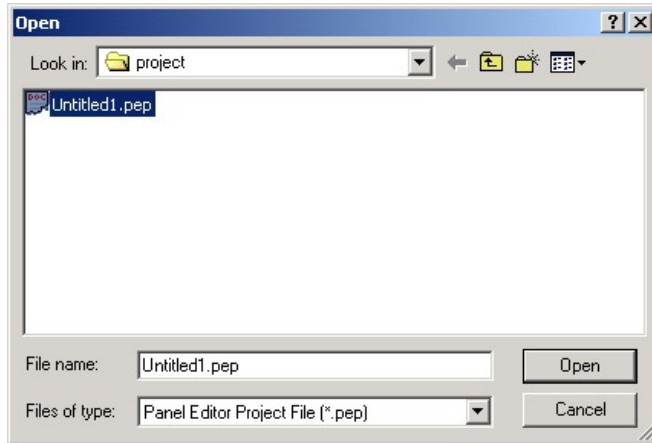 Open
Look in: project
DOC
Untitled1.pep
File name: Untitled1.pep Open
Files of type: Panel Editor Project File (*.pep) Cancel